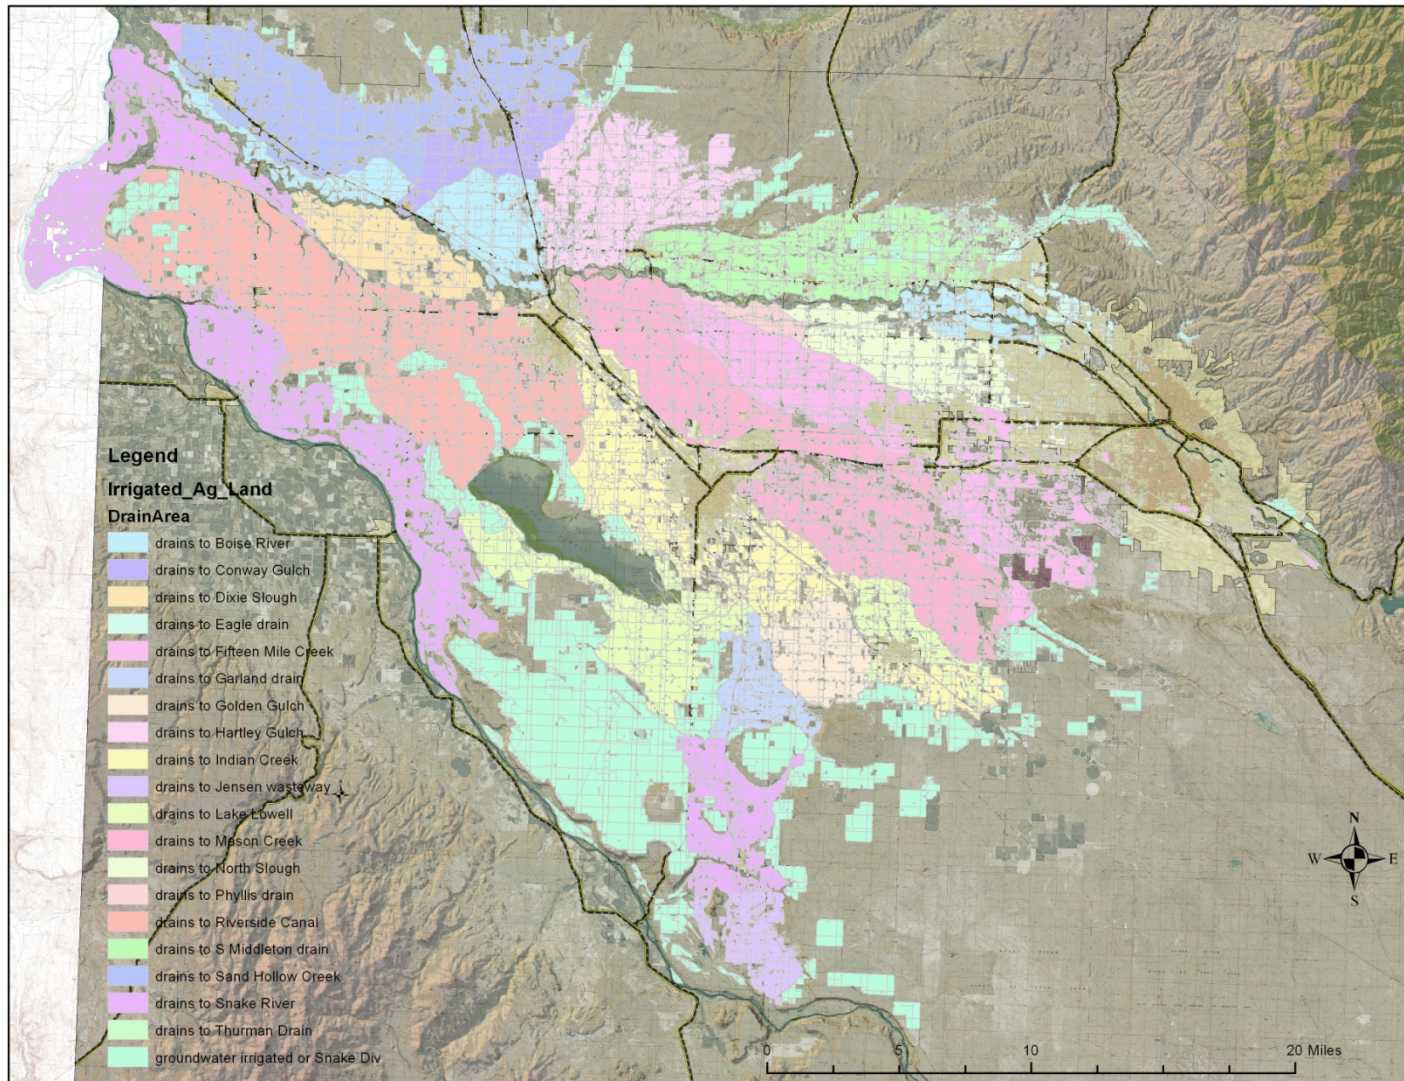 Legend
Irrigated_Ag_Land
DrainArea
drains to Boise River
drains to Conway Gulch
drains to Dixie Slough
drains to Eagle drain
drains to Fifteen Mile Creek
drains to Garland drain
drains to Golden Gulch
drains to Hartley Gulch
drains to Indian Creek
drains to Jensen wasteway
drains to Lake Lowell
drains to Mason Creek
drains to North Slough
drains to Phyllis drain
drains to Riverside Canal
drains to S Middleton drain
drains to Sand Hollow Creek
drains to Snake River
drains to Thurman Drain
groundwater irrigated or Snake Div
N
W E
S
0 5 10 20 Miles